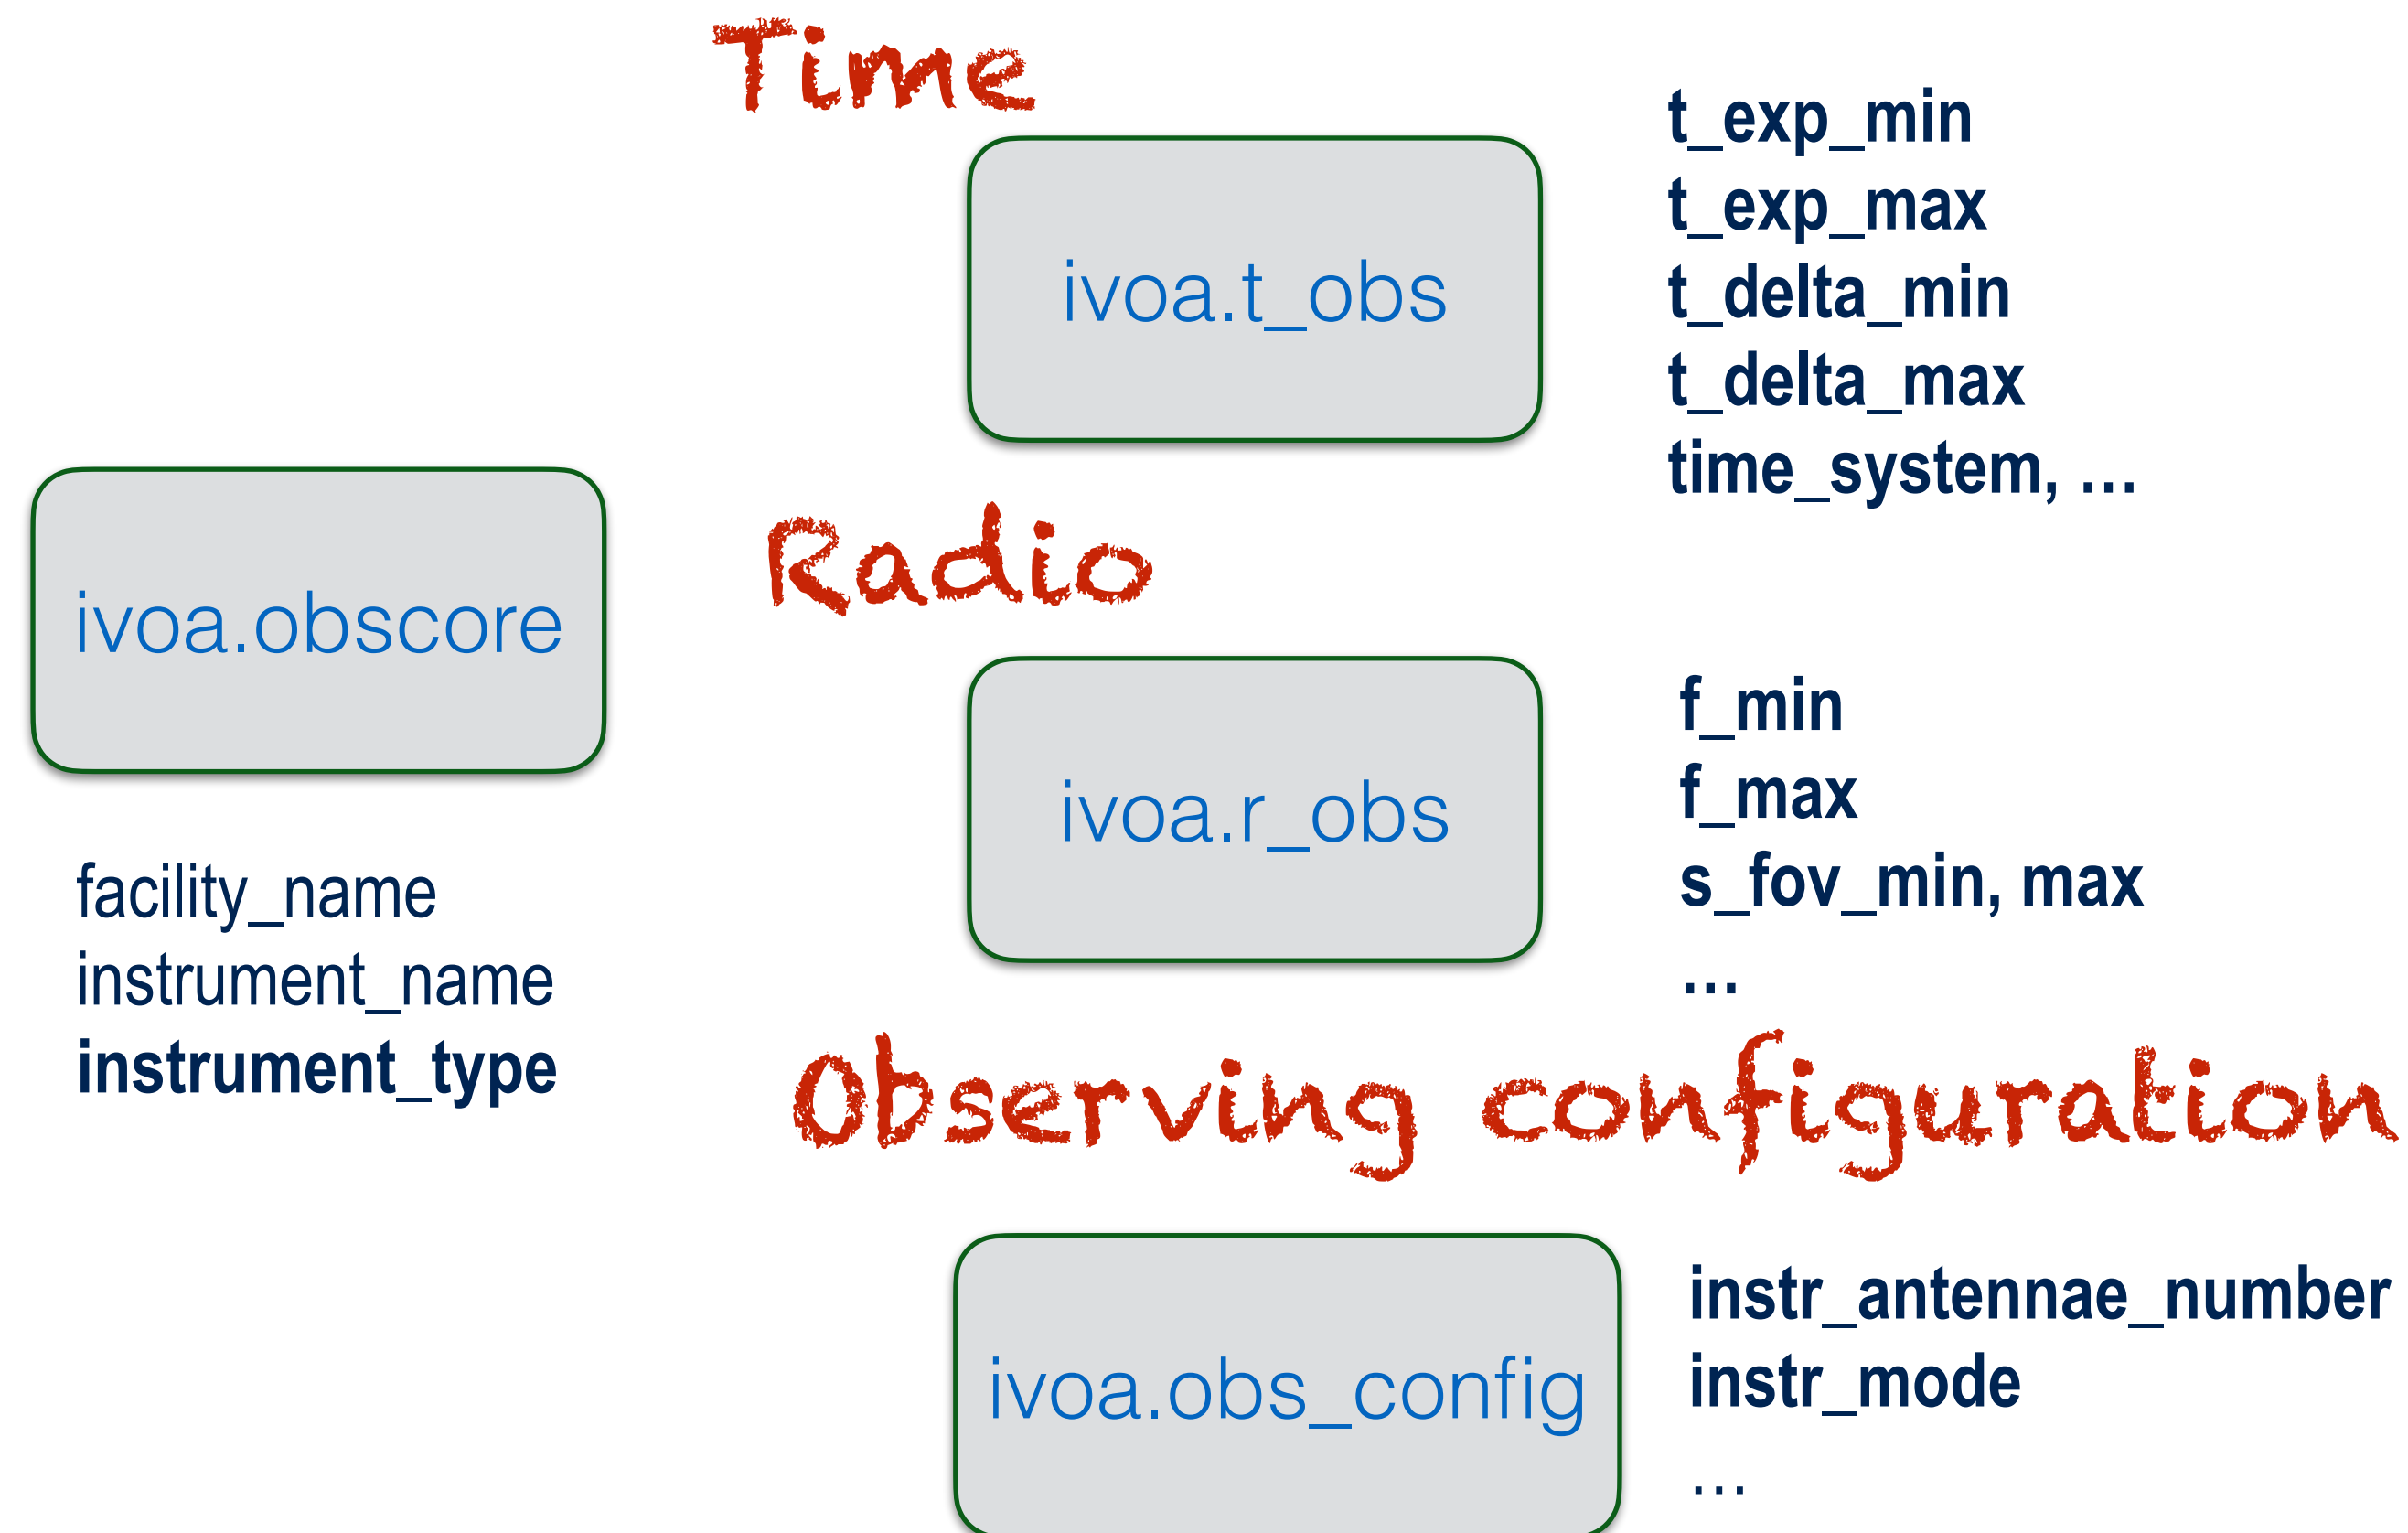 Time
ivoa.t_obs
t_exp_min
t_exp_max
t_delta_min
t_delta_max
time_system, ...
ivoa.obscore
facility_name
instrument_name
instrument_type
Radio
ivoa.r_obs
f_min
f_max
s_fov_min, max
...
Observing configuration
ivoa.obs_config
instr_antennae_number
instr_mode
...